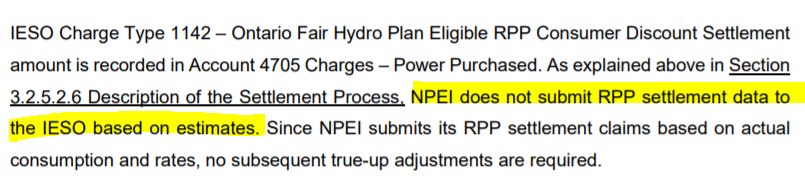 IESO Charge Type 1142 – Ontario Fair Hydro Plan Eligible RPP Consumer Discount Settlement
amount is recorded in Account 4705 Charges – Power Purchased. As explained above in Section
3.2.5.2.6 Description of the Settlement Process, NPEI does not submit RPP settlement data to
the IESO based on estimates. Since NPEI submits its RPP settlement claims based on actual
consumption and rates, no subsequent true-up adjustments are required.